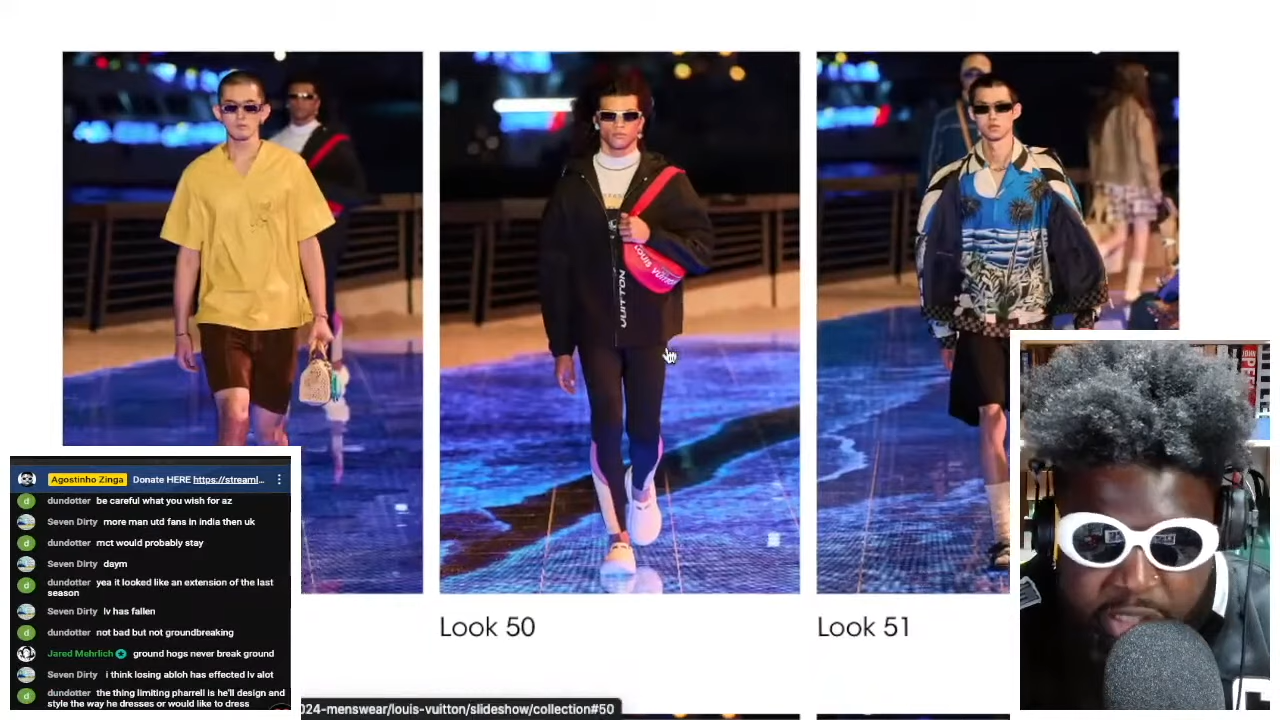 LOUIS VUITTON
VUITTON
Look 50
Look 51
Agostinho Zinga Donate HERE https://streaml...
dundotter be careful what you wish for az
Seven Dirty more man utd fans in india then uk
dundotter mct would probably stay
Seven Dirty daym
dundotter yea it looked like an extension of the last
season
Seven Dirty lv has fallen
dundotter not bad but not groundbreaking
Jared Mehrlich ground hogs never break ground
Seven Dirty i think losing abloh has effected lv alot
dundotter the thing limiting pharrell is he'll design and
style the way he dresses or would like to dress
024-menswear/louis-vuitton/slideshow/collection#50